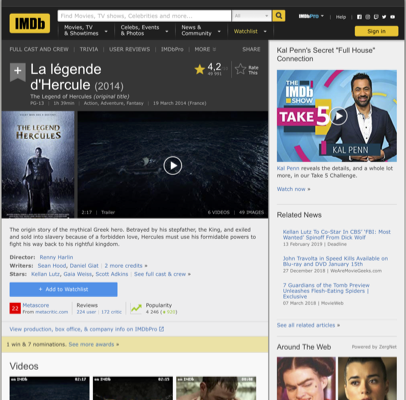 IMDb
Find Movies, TV shows, Celebrities and more...
All
IMDbPro
Help
Movies, TV
& Showtimes
Celebs, Events
& Photos
News &
Community
Watchlist
Sign in
FULL CAST AND CREW | TRIVIA | USER REVIEWS | IMDbPro | MORE
SHARE
La légende
d'Hercule (2014)
The Legend of Hercules (original title)
PG-13 | 1h 39min | Action, Adventure, Fantasy | 19 March 2014 (France)
4,2
Rate
This
THE LEGEND OF
HERCULES
2:17 | Trailer
6 VIDEOS | 49 IMAGES
The origin story of the mythical Greek hero. Betrayed by his stepfather, the King, and
exiled and sold into slavery because of a forbidden love, Hercules must use his formidable powers to
fight his way back to his rightful kingdom.
Director: Renny Harlin
Writers: Sean Hood, Daniel Giat | 2 more credits »
Stars: Kellan Lutz, Gaia Weiss, Scott Adkins | See full cast & crew »
+ Add to Watchlist
22
Metascore
From metacritic.com
Reviews
224 user | 172 critic
Popularity
4 246
View production, box office, & company info on IMDbPro
1 win & 7 nominations. See more awards »
Videos
Kal Penn's Secret "Full House"
Connection
THE
IMDb
SHOW
TAKE 5
KAL PENN
Kal Penn reveals the details, and a whole lot
more, in our Take 5 Challenge.
Watch now »
Related News
Kellan Lutz To Co-Star In CBS' 'FBI: Most
Wanted' Spinoff From Dick Wolf
13 February 2019 | Deadline
John Travolta in Speed Kills Available on
Blu-ray and DVD January 15th
27 December 2018 | WeAreMovieGeeks.com
7 Guardians of the Tomb Preview
Unleashes Flesh-Eating Spiders |
Exclusive
07 March 2018 | MovieWeb
See all related articles »
Around The Web
Powered by ZergNet